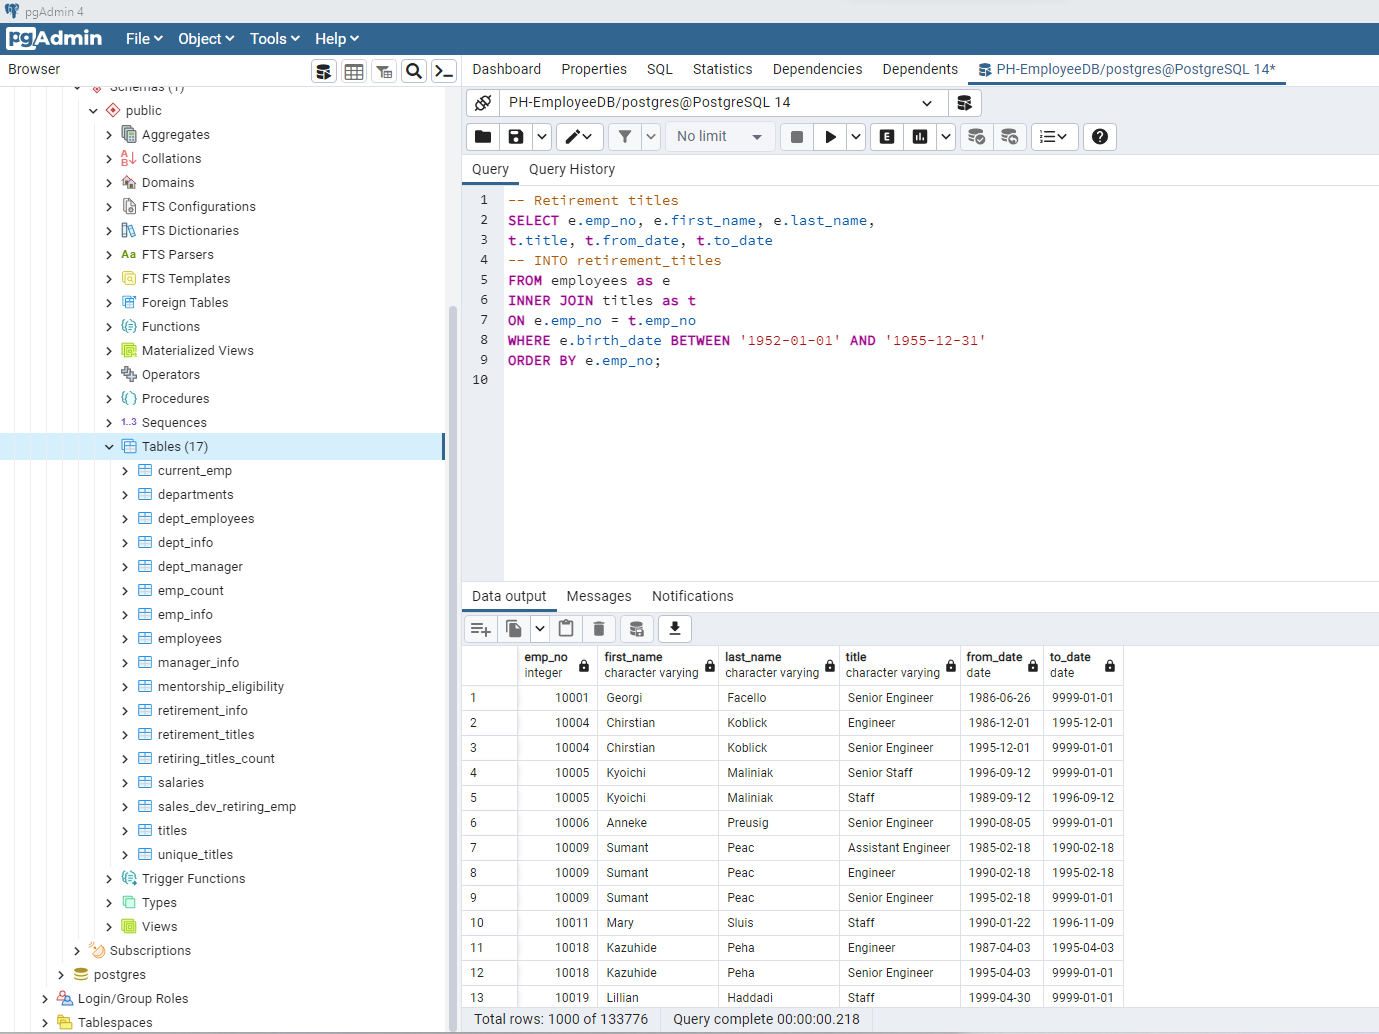 pgAdmin 4
pgAdmin File Object Tools Help
Browser
Dashboard Properties SQL Statistics Dependencies Dependents PH-EmployeeDB/postgres@PostgreSQL 14*
PH-EmployeeDB/postgres@PostgreSQL 14
No limit
E
Query Query History
Schemas (1)
public
Aggregates
Collations
Domains
FTS Configurations
FTS Dictionaries
Aa FTS Parsers
FTS Templates
Foreign Tables
Functions
Materialized Views
Operators
Procedures
1..3 Sequences
Tables (17)
current_emp
departments
dept_employees
dept_info
dept_manager
emp_count
emp_info
employees
manager_info
mentorship_eligibility
retirement_info
retirement_titles
retiring_titles_count
salaries
sales_dev_retiring_emp
titles
unique_titles
Trigger Functions
Types
Views
Subscriptions
postgres
Login/Group Roles
Tablespaces
1 -- Retirement titles
2 SELECT e.emp_no, e.first_name, e.last_name,
3 t.title, t.from_date, t.to_date
4 -- INTO retirement_titles
5 FROM employees as e
6 INNER JOIN titles as t
7 ON e.emp_no = t.emp_no
8 WHERE e.birth_date BETWEEN '1952-01-01' AND '1955-12-31'
9 ORDER BY e.emp_no;
10
Data output Messages Notifications
emp_no first_name last_name title from_date to_date
integer character varying character varying character varying date date
1 10001 Georgi Facello Senior Engineer 1986-06-26 9999-01-01
2 10004 Chirstian Koblick Engineer 1986-12-01 1995-12-01
3 10004 Chirstian Koblick Senior Engineer 1995-12-01 9999-01-01
4 10005 Kyoichi Maliniak Senior Staff 1996-09-12 9999-01-01
5 10005 Kyoichi Maliniak Staff 1989-09-12 1996-09-12
6 10006 Anneke Preusig Senior Engineer 1990-08-05 9999-01-01
7 10009 Sumant Peac Assistant Engineer 1985-02-18 1990-02-18
8 10009 Sumant Peac Engineer 1990-02-18 1995-02-18
9 10009 Sumant Peac Senior Engineer 1995-02-18 9999-01-01
10 10011 Mary Sluis Staff 1990-01-22 1996-11-09
11 10018 Kazuhide Peha Engineer 1987-04-03 1995-04-03
12 10018 Kazuhide Peha Senior Engineer 1995-04-03 9999-01-01
13 10019 Lillian Haddadi Staff 1999-04-30 9999-01-01
Total rows: 1000 of 133776 Query complete 00:00:00.218